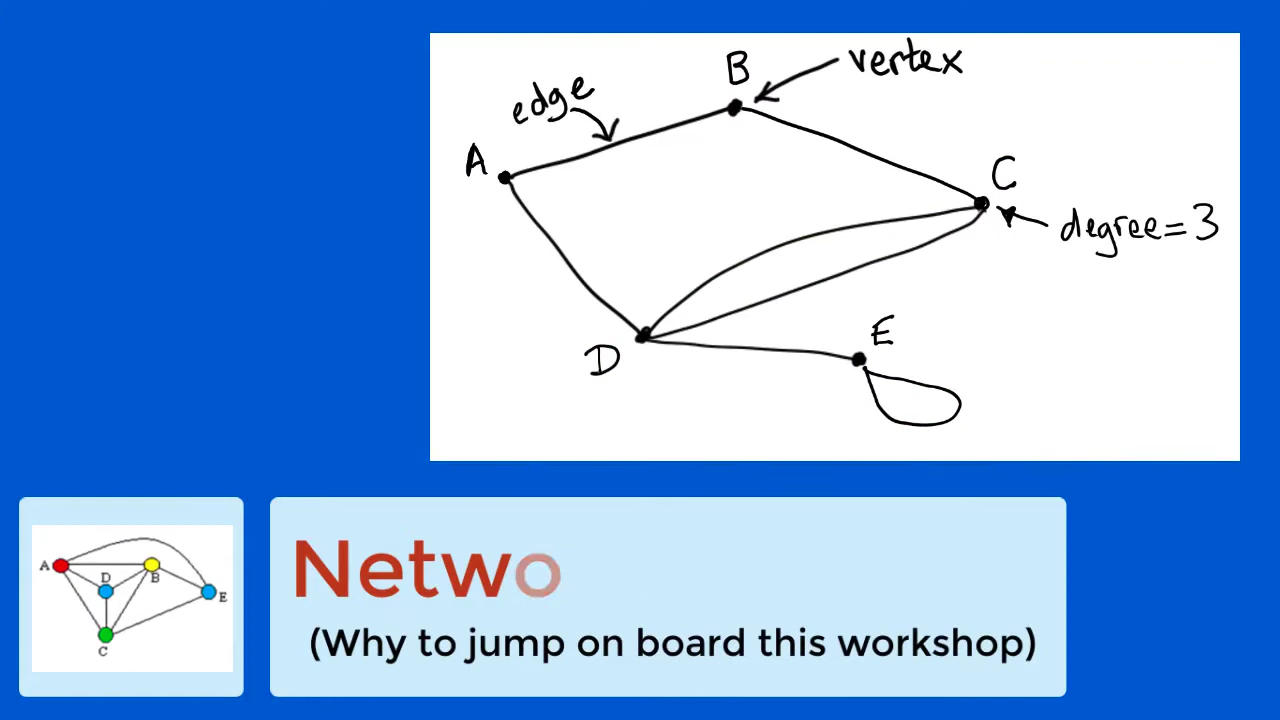 B
vertex
edge
A
C
degree=3
E
D
A
D
B
E
C
Netwo
(Why to jump on board this workshop)